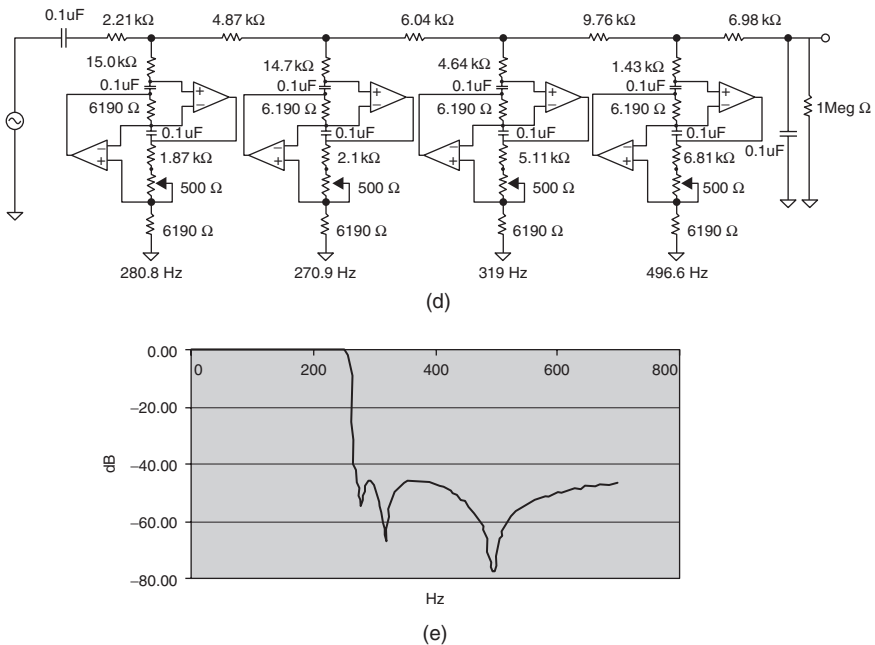 0.1uF 2.21 kΩ 4.87 kΩ 6.04 kΩ 9.76 kΩ 6.98 kΩ
15.0 kΩ 14.7 kΩ 4.64 kΩ 1.43 kΩ
0.1uF 0.1uF 0.1uF 0.1uF
+ + + +
− − − −
6190 Ω 6.190 kΩ 6.190 kΩ 6.190 kΩ 1Meg Ω
0.1uF 0.1uF 0.1uF 0.1uF 0.1uF
− − − −
+ + + +
1.87 kΩ 2.1 kΩ 5.11 kΩ 6.81 kΩ
500 Ω 500 Ω 500 Ω 500 Ω
6190 Ω 6190 Ω 6190 Ω 6190 Ω
280.8 Hz 270.9 Hz 319 Hz 496.6 Hz
(d)
0.00
0 200 400 600 800
−20.00
−40.00
dB
−60.00
−80.00
Hz
(e)